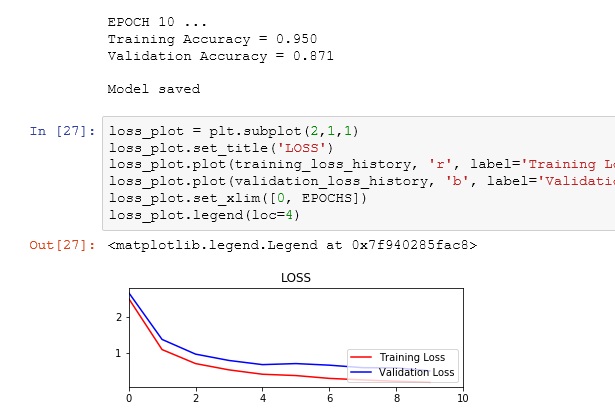 EPOCH 10 ...
Training Accuracy = 0.950
Validation Accuracy = 0.871
Model saved
In [27]: loss_plot = plt.subplot(2,1,1)
loss_plot.set_title('LOSS')
loss_plot.plot(training_loss_history, 'r', label='Training Lo
loss_plot.plot(validation_loss_history, 'b', label='Validatio
loss_plot.set_xlim([0, EPOCHS])
loss_plot.legend(loc=4)
Out[27]: <matplotlib.legend.Legend at 0x7f940285fac8>
LOSS
2
1
Training Loss
Validation Loss
0 2 4 6 8 10